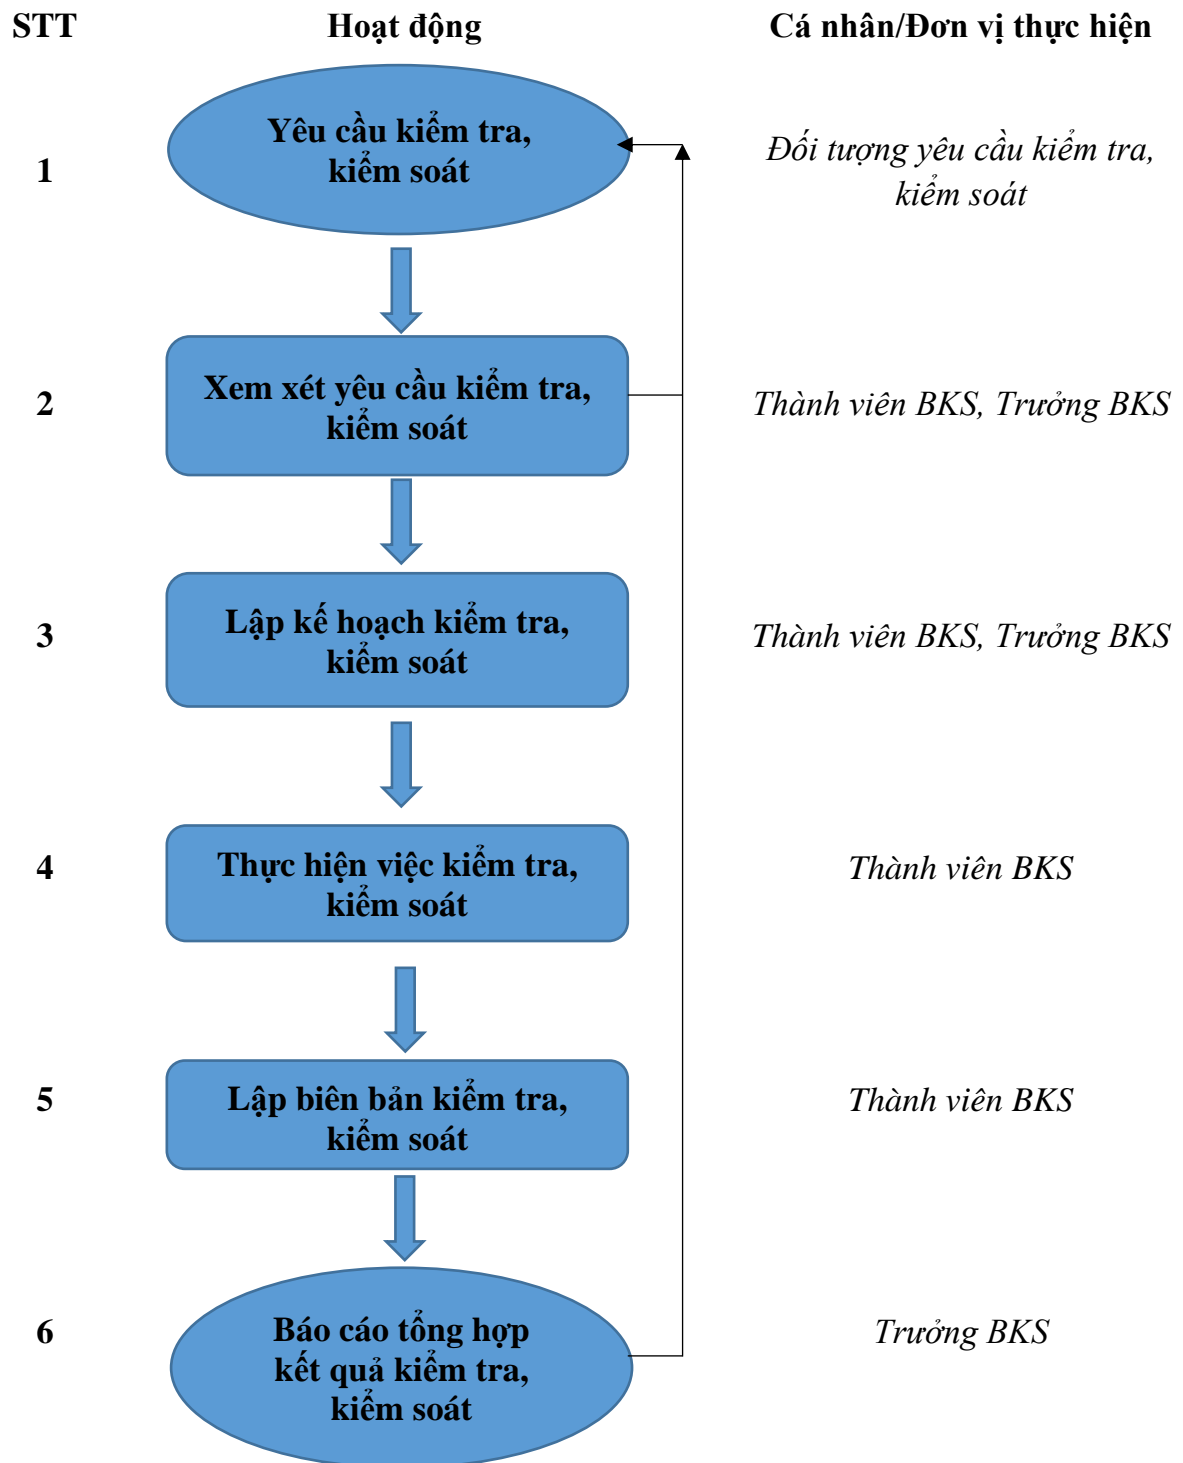 STT Hoạt động Cá nhân/Đơn vị thực hiện
1
Yêu cầu kiểm tra,
kiểm soát
Đối tượng yêu cầu kiểm tra,
kiểm soát
2
Xem xét yêu cầu kiểm tra,
kiểm soát
Thành viên BKS, Trưởng BKS
3
Lập kế hoạch kiểm tra,
kiểm soát
Thành viên BKS, Trưởng BKS
4
Thực hiện việc kiểm tra,
kiểm soát
Thành viên BKS
5
Lập biên bản kiểm tra,
kiểm soát
Thành viên BKS
6
Báo cáo tổng hợp
kết quả kiểm tra,
kiểm soát
Trưởng BKS